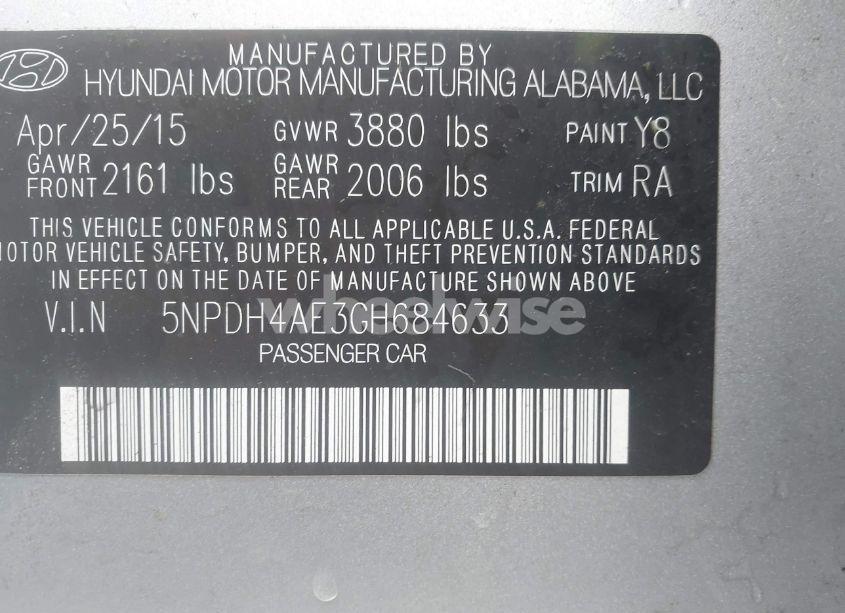 MANUFACTURED BY
HYUNDAI MOTOR MANUFACTURING ALABAMA, LLC
Apr/25/15 GVWR 3880 lbs PAINT Y8
GAWR FRONT 2161 lbs GAWR REAR 2006 lbs TRIM RA
THIS VEHICLE CONFORMS TO ALL APPLICABLE U.S.A. FEDERAL
MOTOR VEHICLE SAFETY, BUMPER, AND THEFT PREVENTION STANDARDS
IN EFFECT ON THE DATE OF MANUFACTURE SHOWN ABOVE
V.I.N 5NPDH4AE3GH684633
wheelwise
PASSENGER CAR